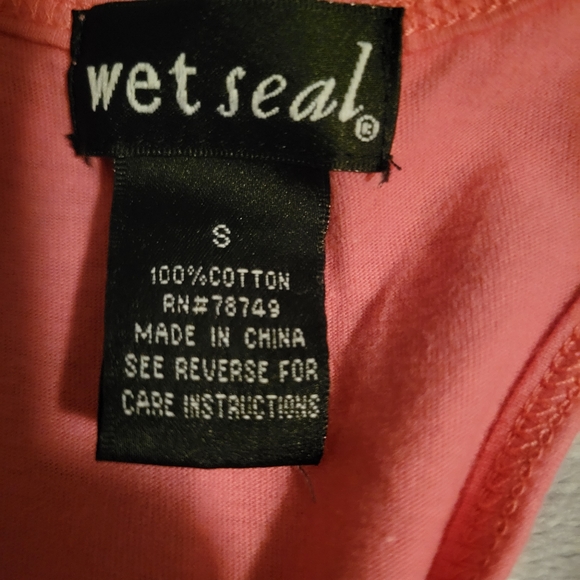 wet seal®
S
100%COTTON
RN#78749
MADE IN CHINA
SEE REVERSE FOR
CARE INSTRUCTIONS